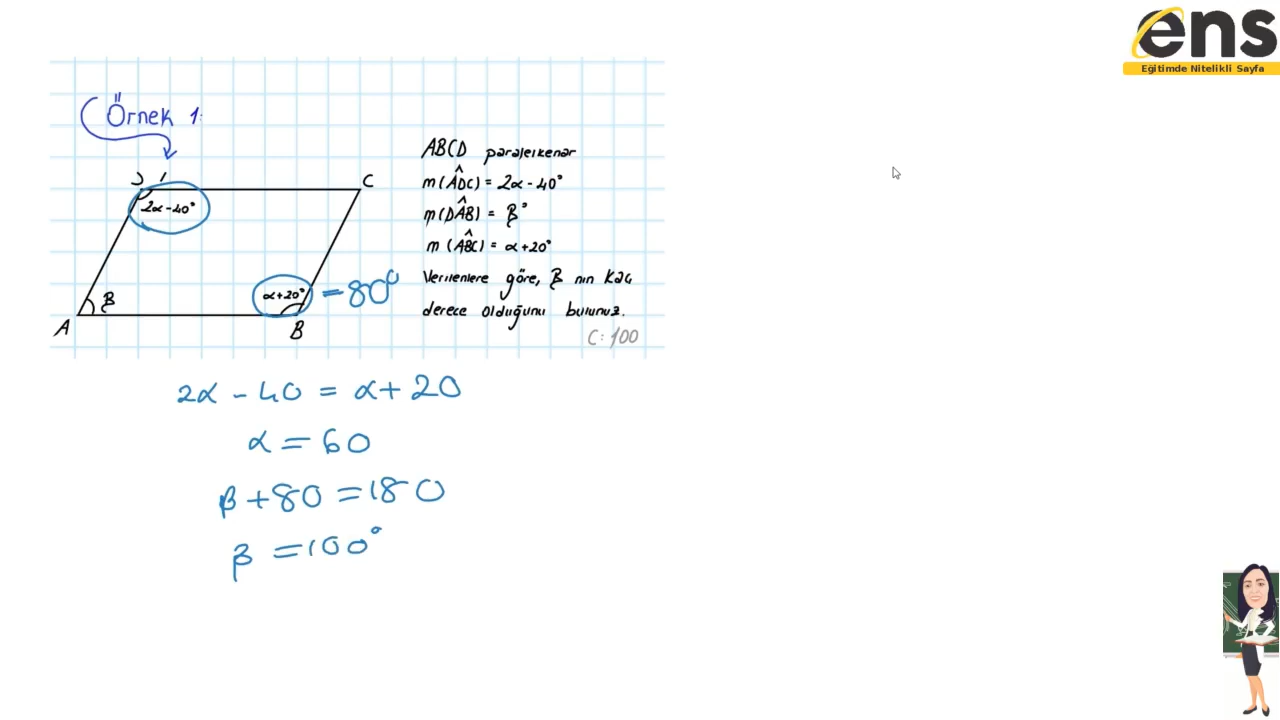 ens
Eğitimde Nitelikli Sayfa
Örnek 1:
D
C
2α-40°
β
α+20°
= 80°
A
B
ABCD paralelkenar
m(ADC) = 2α-40°
m(DAB) = β°
m(ABC) = α+20°
Verilenlere göre, β nın kaç
derece olduğunu bulunuz.
C: 100
2α - 40 = α + 20
α = 60
β + 80 = 180
β = 100°